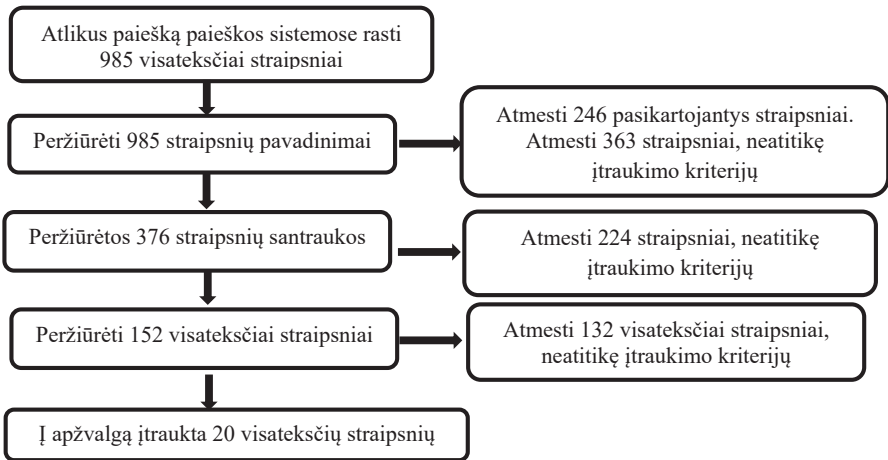 Atlikus paiešką paieškos sistemose rasti
985 visateksčiai straipsniai
Peržiūrėti 985 straipsnių pavadinimai
Atmesti 246 pasikartojantys straipsniai.
Atmesti 363 straipsniai, neatitikę
įtraukimo kriterijų
Peržiūrėtos 376 straipsnių santraukos
Atmesti 224 straipsniai, neatitikę
įtraukimo kriterijų
Peržiūrėti 152 visateksčiai straipsniai
Atmesti 132 visateksčiai straipsniai,
neatitikę įtraukimo kriterijų
Į apžvalgą įtraukta 20 visateksčių straipsnių